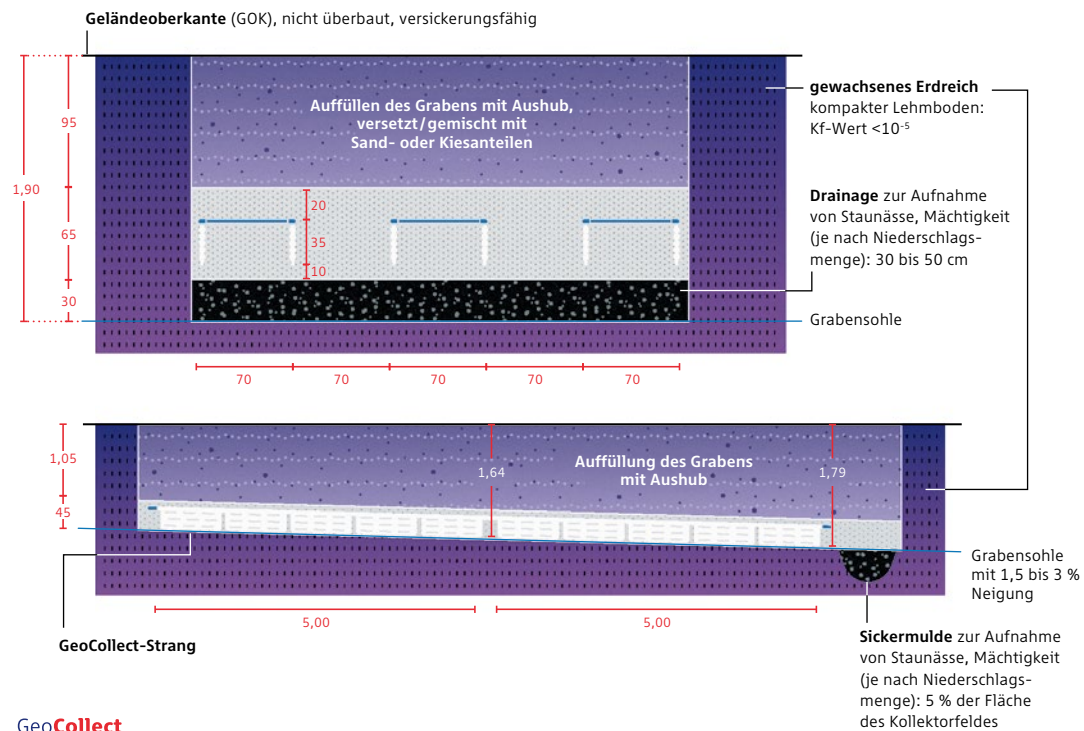 Geländeoberkante (GOK), nicht überbaut, versickerungsfähig
Auffüllen des Grabens mit Aushub,
versetzt/gemischt mit
Sand- oder Kiesanteilen
gewachsenes Erdreich
kompakter Lehmboden:
Kf-Wert <10⁻⁵
95
1,90
65
30
20
35
10
Drainage zur Aufnahme
von Staunässe, Mächtigkeit
(je nach Niederschlags-
menge): 30 bis 50 cm
Grabensohle
70 70 70 70 70
1,05
45
1,64
Auffüllung des Grabens
mit Aushub
1,79
Grabensohle
mit 1,5 bis 3 %
Neigung
5,00 5,00
GeoCollect-Strang
Sickermulde zur Aufnahme
von Staunässe, Mächtigkeit
(je nach Niederschlags-
menge): 5 % der Fläche
des Kollektorfeldes
GeoCollect